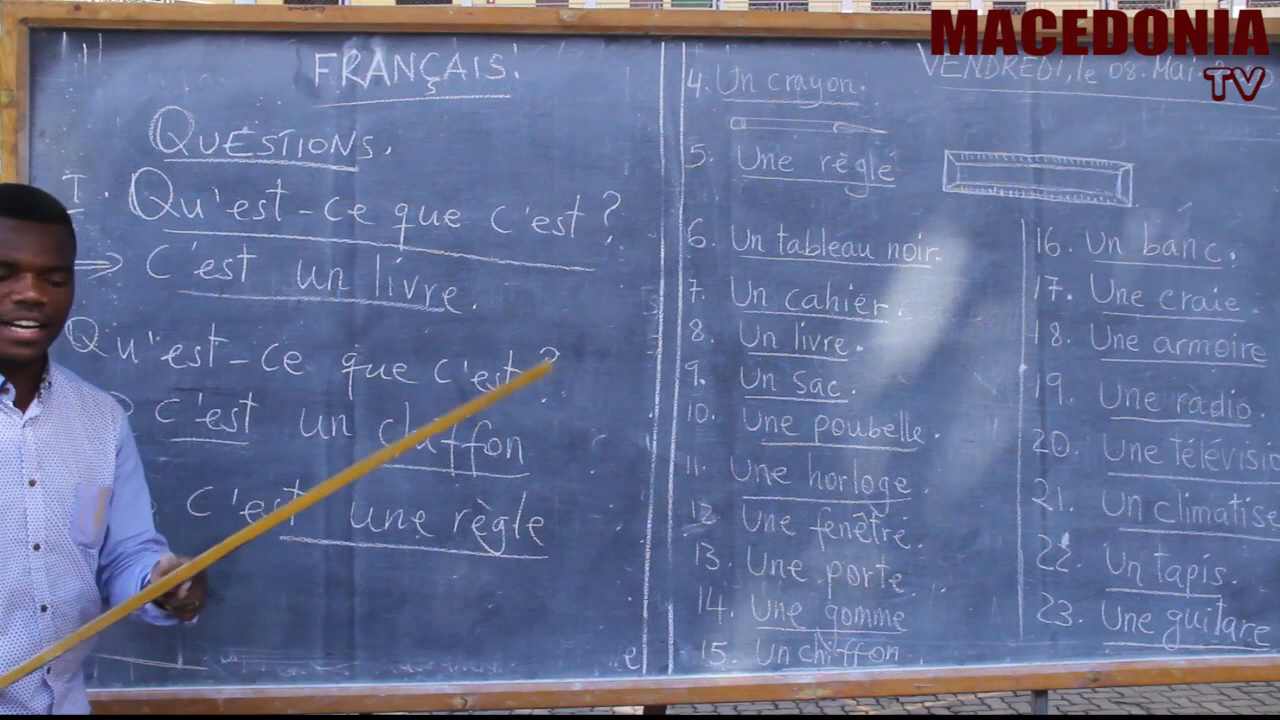 MACEDONIA
TV
FRANÇAIS!
VENDREDI, le 08. Mai
QUESTIONS.
I. Qu'est-ce que c'est?
⇒ C'est un livre.
Qu'est-ce que c'est?
c'est un chiffon
c'est une règle
4. Un crayon.
5. Une règlé
6. Un tableau noir.
7. Un cahiér.
8. Un livre.
9. Un sac.
10. Une poubelle.
11. Une horloge.
12. Une fenêtre.
13. Une porte.
14. Une gomme
15. Un chiffon.
16. Un banc.
17. Une craie.
18. Une armoire
19. Une ràdio.
20. Une télévisio
21. Un climatise
22. Un tapis.
23. Une guitare